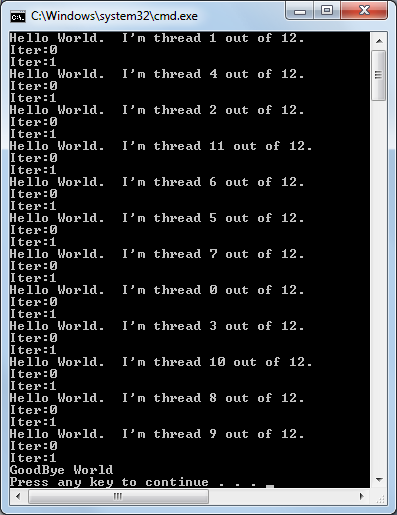 C:\Windows\system32\cmd.exe
Hello World.  I'm thread 1 out of 12.
Iter:0
Iter:1
Hello World.  I'm thread 4 out of 12.
Iter:0
Iter:1
Hello World.  I'm thread 2 out of 12.
Iter:0
Iter:1
Hello World.  I'm thread 11 out of 12.
Iter:0
Iter:1
Hello World.  I'm thread 6 out of 12.
Iter:0
Iter:1
Hello World.  I'm thread 5 out of 12.
Iter:0
Iter:1
Hello World.  I'm thread 7 out of 12.
Iter:0
Iter:1
Hello World.  I'm thread 0 out of 12.
Iter:0
Iter:1
Hello World.  I'm thread 3 out of 12.
Iter:0
Iter:1
Hello World.  I'm thread 10 out of 12.
Iter:0
Iter:1
Hello World.  I'm thread 8 out of 12.
Iter:0
Iter:1
Hello World.  I'm thread 9 out of 12.
Iter:0
Iter:1
GoodBye World
Press any key to continue . . . _